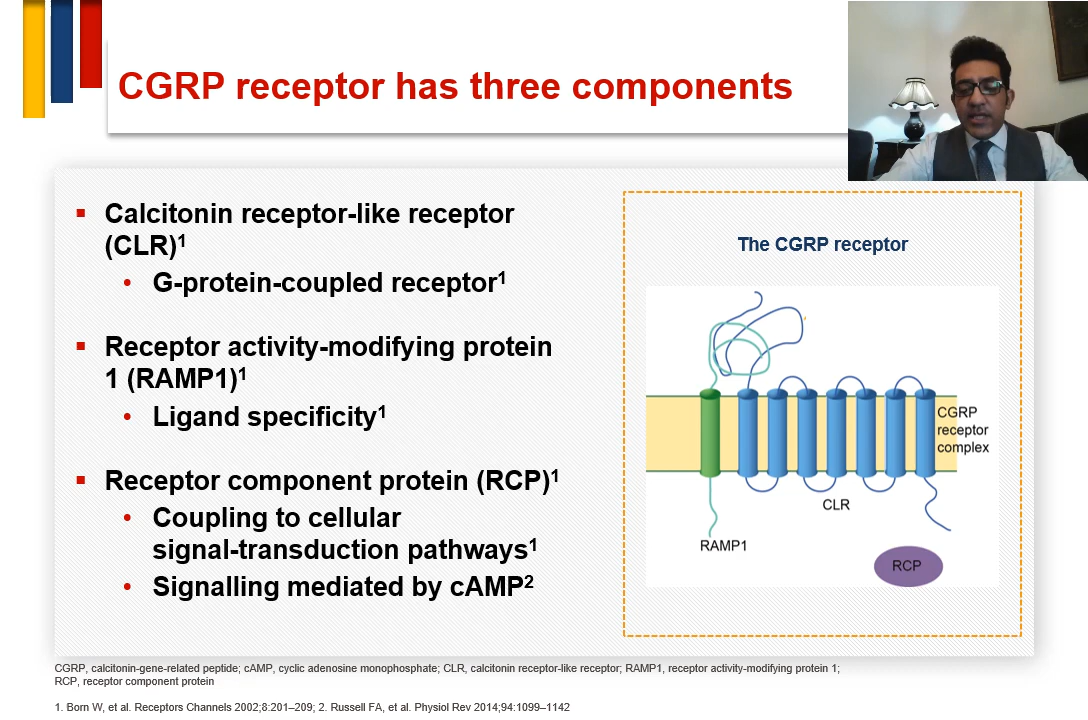 CGRP receptor has three components
▪ Calcitonin receptor-like receptor
(CLR)¹
• G-protein-coupled receptor¹
▪ Receptor activity-modifying protein
1 (RAMP1)¹
• Ligand specificity¹
▪ Receptor component protein (RCP)¹
• Coupling to cellular
signal-transduction pathways¹
• Signalling mediated by cAMP²
The CGRP receptor
CGRP
receptor
complex
CLR
RAMP1
RCP
CGRP, calcitonin-gene-related peptide; cAMP, cyclic adenosine monophosphate; CLR, calcitonin receptor-like receptor; RAMP1, receptor activity-modifying protein 1;
RCP, receptor component protein
1. Born W, et al. Receptors Channels 2002;8:201–209; 2. Russell FA, et al. Physiol Rev 2014;94:1099–1142